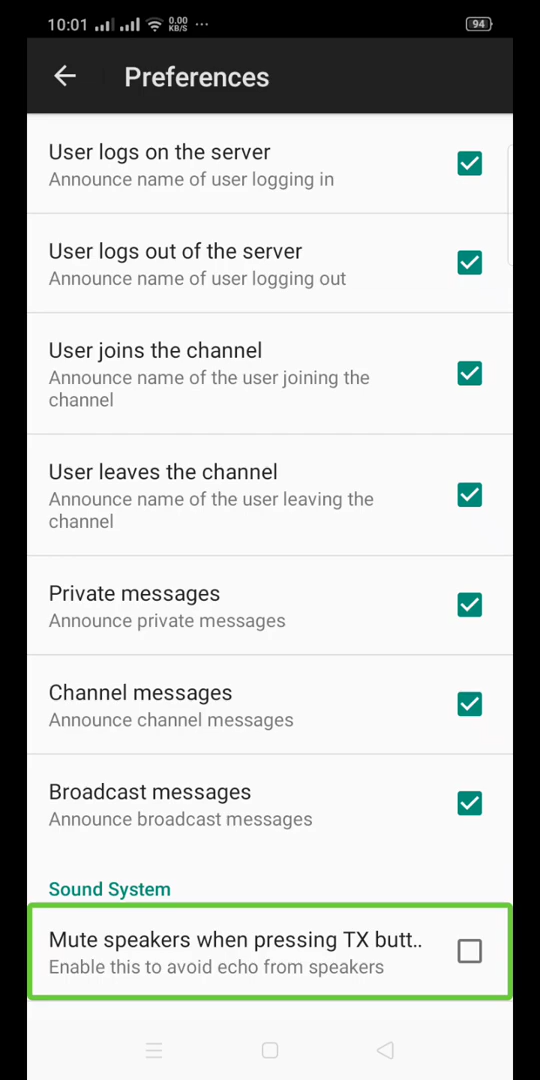 10:01 0.00 KB/S ... 94
Preferences
User logs on the server
Announce name of user logging in
User logs out of the server
Announce name of user logging out
User joins the channel
Announce name of the user joining the
channel
User leaves the channel
Announce name of the user leaving the
channel
Private messages
Announce private messages
Channel messages
Announce channel messages
Broadcast messages
Announce broadcast messages
Sound System
Mute speakers when pressing TX butt..
Enable this to avoid echo from speakers